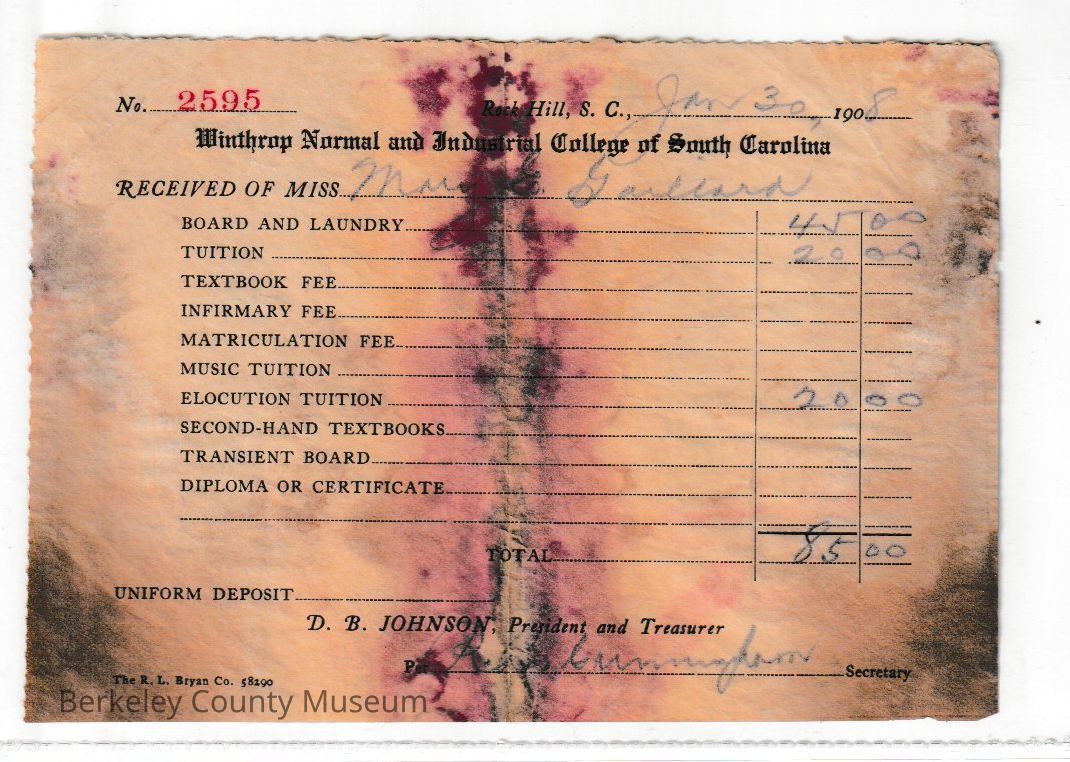 No. 2595 Rock Hill, S. C., Jan 30, 1908
Winthrop Normal and Industrial College of South Carolina
RECEIVED OF MISS Gaillard
BOARD AND LAUNDRY 45 00
TUITION 20 00
TEXTBOOK FEE
INFIRMARY FEE
MATRICULATION FEE
MUSIC TUITION
ELOCUTION TUITION 20 00
SECOND-HAND TEXTBOOKS
TRANSIENT BOARD
DIPLOMA OR CERTIFICATE
TOTAL 85 00
UNIFORM DEPOSIT
D. B. JOHNSON, President and Treasurer
Per Cunningham Secretary
The R. L. Bryan Co. 58290
Berkeley County Museum